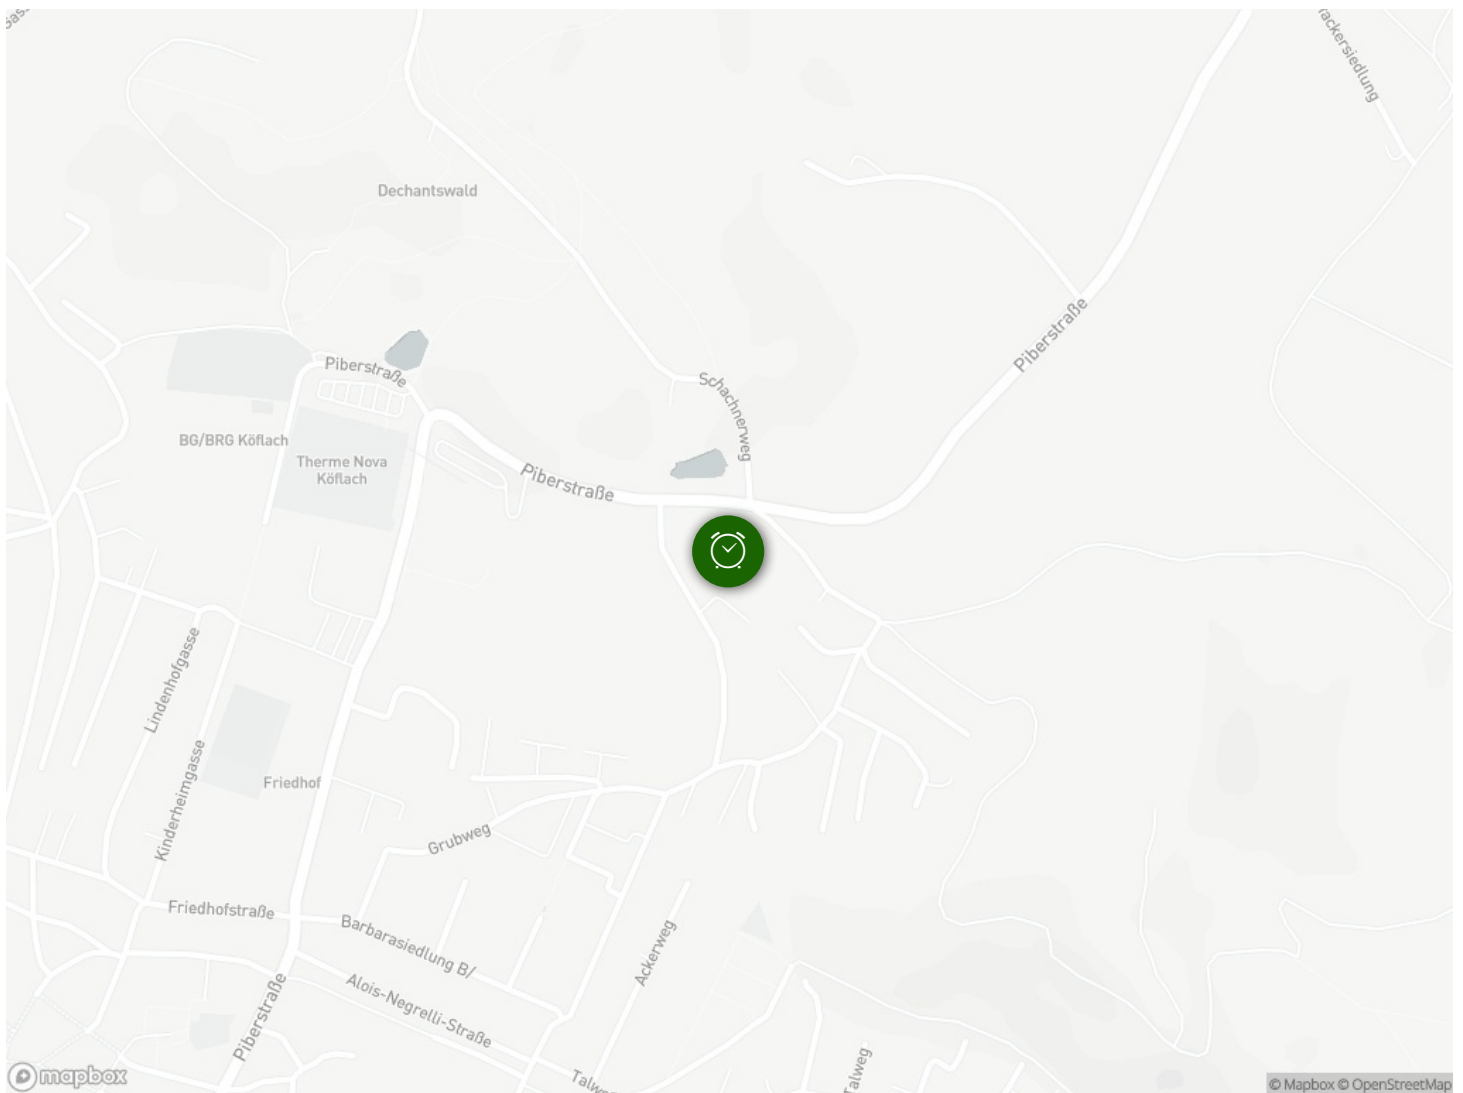 Dechantswald
Piberstraße
Piberstraße
Schachnerweg
BG/BRG Köflach
Therme Nova
Köflach
Piberstraße
Lindenhofgasse
Kinderheimgasse
Friedhof
Grubweg
Friedhofstraße
Barbarasiedlung B/
Ackerweg
Alois-Negrelli-Straße
Piberstraße
Talweg
mapbox
© Mapbox © OpenStreetMap